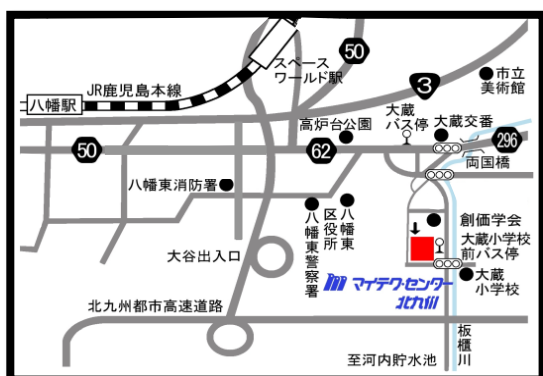 50
スペース
ワールド駅
3
市立
美術館
JR鹿児島本線
八幡駅
大蔵
バス停
大蔵交番
高炉台公園
296
50
62
両国橋
八幡東消防署
八幡東
区役所
八幡東警察署
創価学会
大蔵小学校
前バス停
大谷出入口
マイテク・センター
北九州
大蔵
小学校
北九州都市高速道路
板櫃川
至河内貯水池